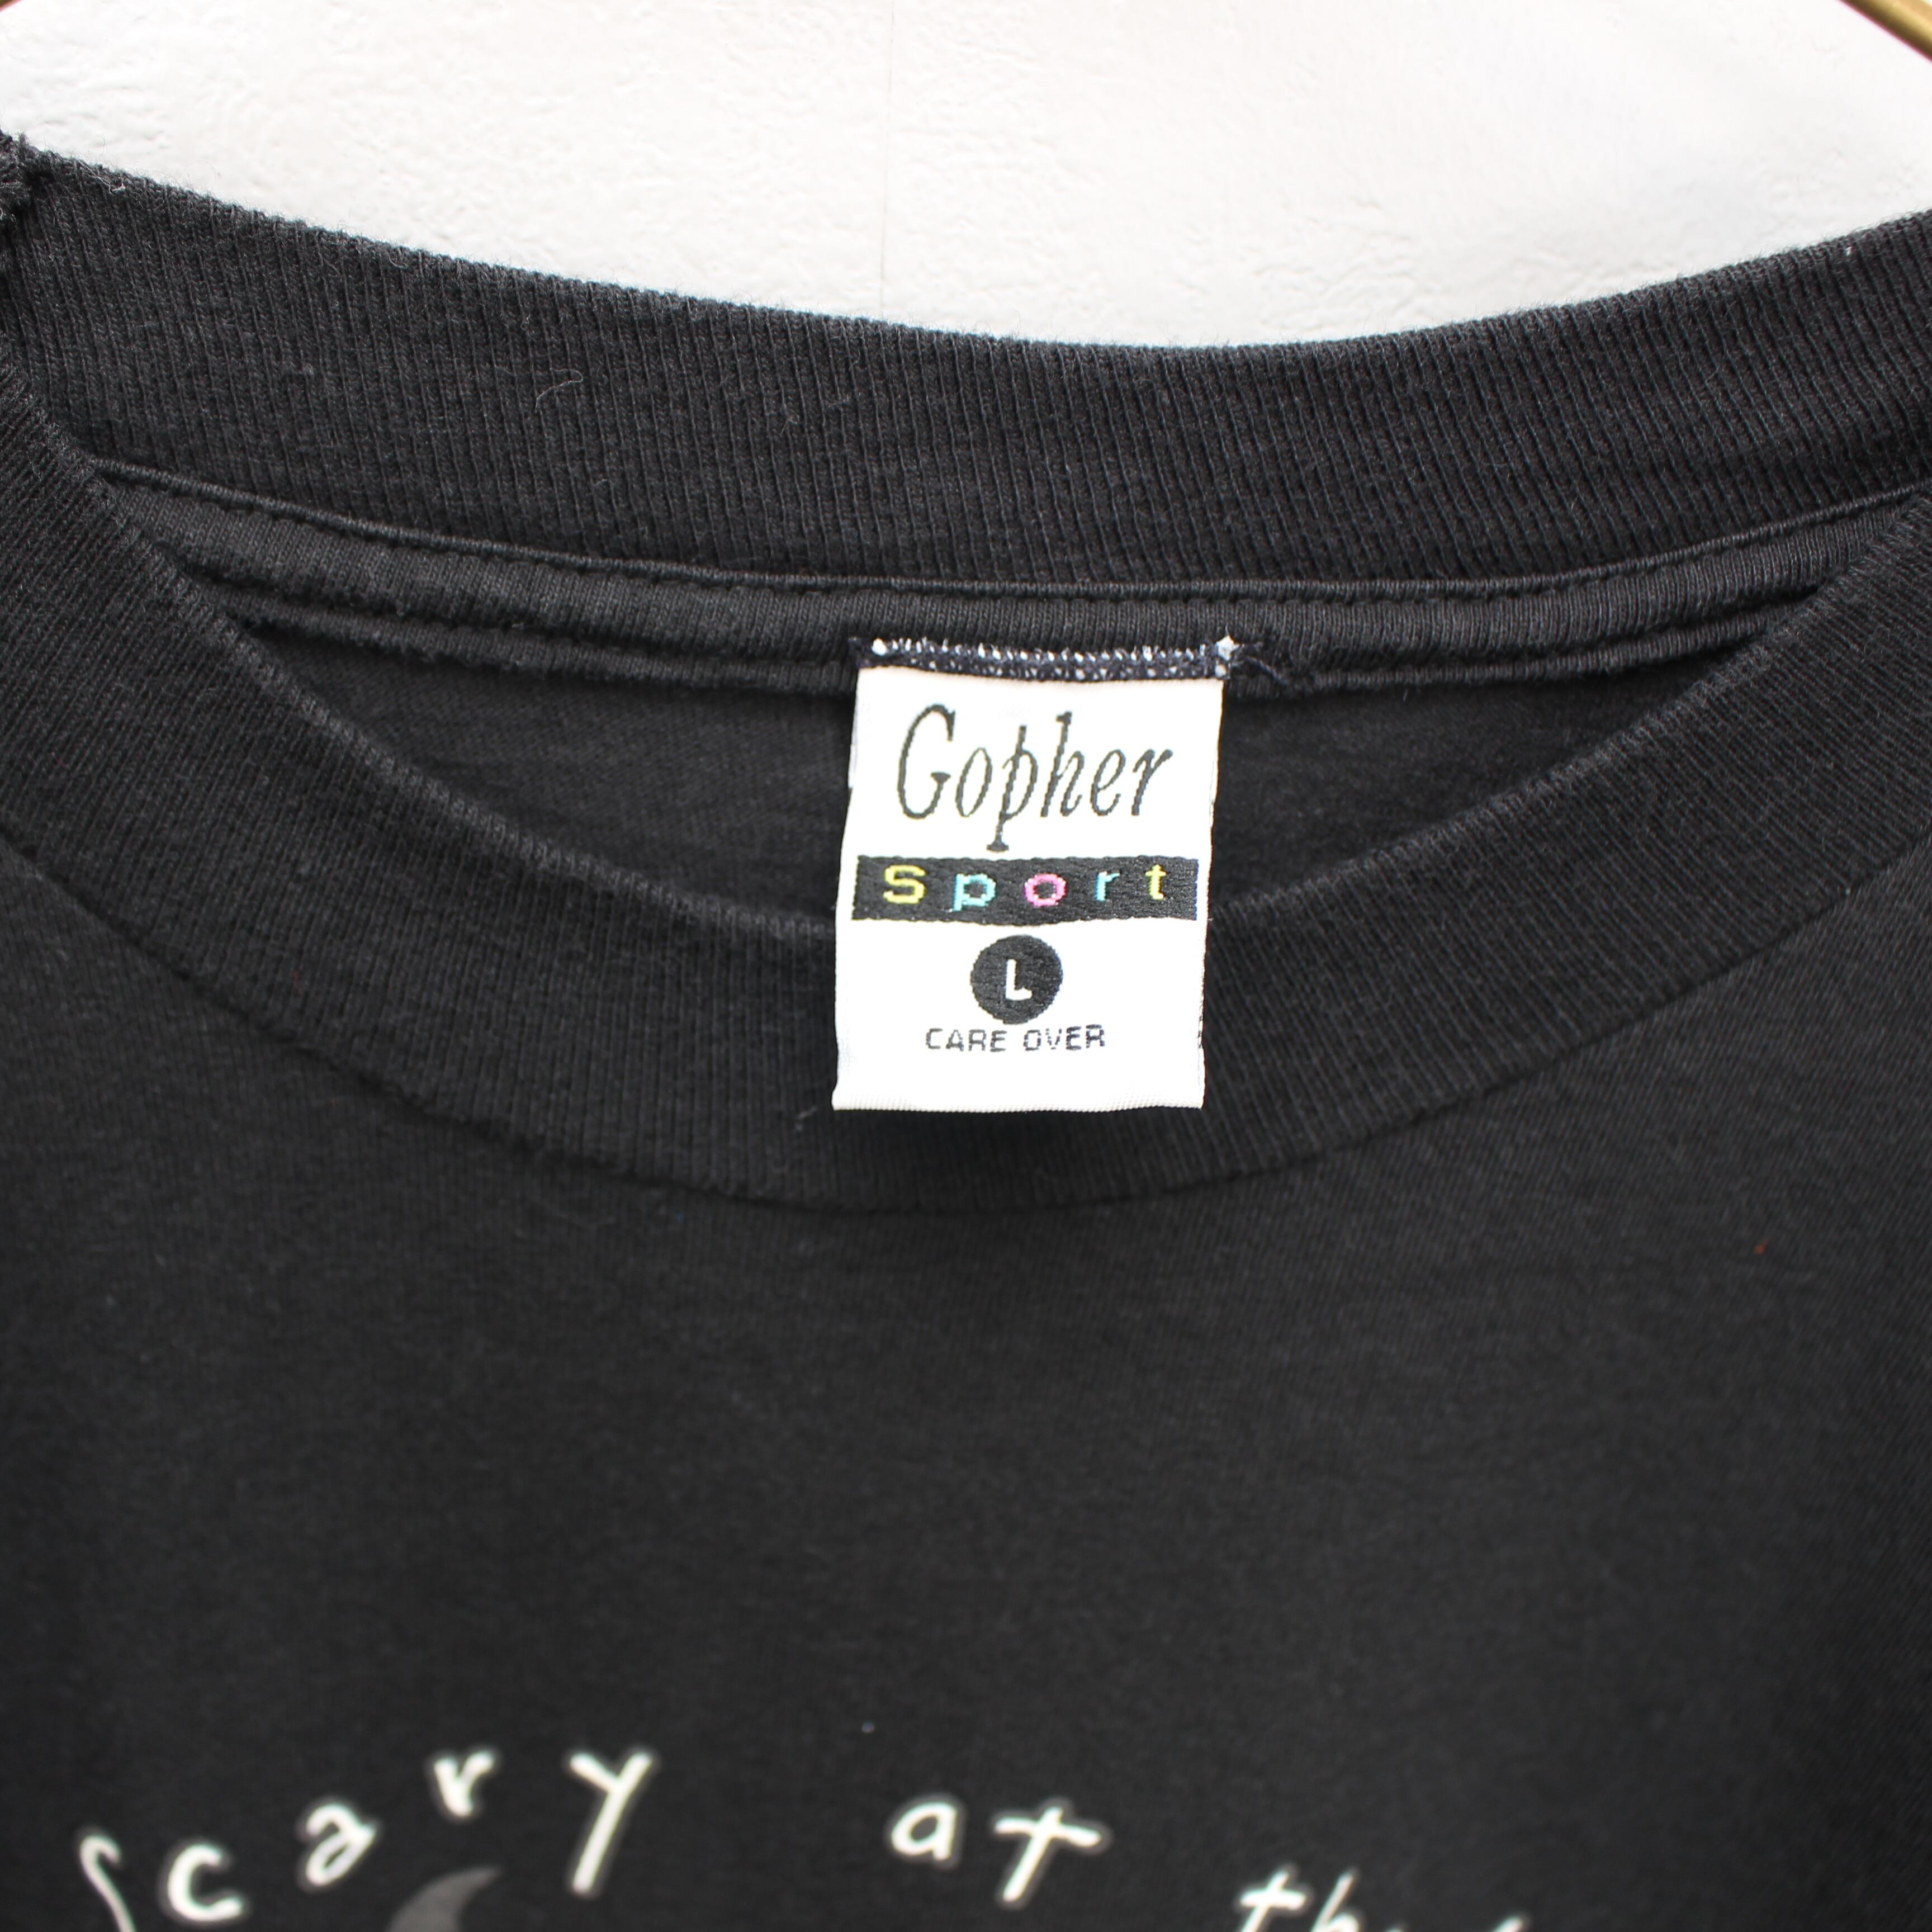 Gopher
Sport
L
CARE OVER
scary at